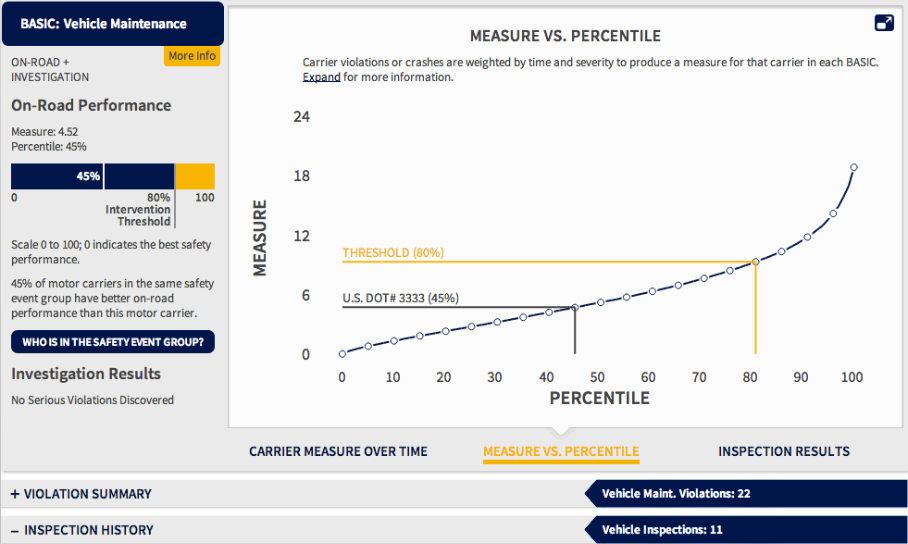 BASIC: Vehicle Maintenance
More Info
ON-ROAD +
INVESTIGATION
On-Road Performance
Measure: 4.52
Percentile: 45%
45%
0 80% 100
Intervention
Threshold
Scale 0 to 100; 0 indicates the best safety
performance.
45% of motor carriers in the same safety
event group have better on-road
performance than this motor carrier.
WHO IS IN THE SAFETY EVENT GROUP?
Investigation Results
No Serious Violations Discovered
MEASURE VS. PERCENTILE
Carrier violations or crashes are weighted by time and severity to produce a measure for that carrier in each BASIC.
Expand for more information.
MEASURE
24
18
12
6
0
THRESHOLD (80%)
U.S. DOT# 3333 (45%)
0 10 20 30 40 50 60 70 80 90 100
PERCENTILE
CARRIER MEASURE OVER TIME MEASURE VS. PERCENTILE INSPECTION RESULTS
+ VIOLATION SUMMARY Vehicle Maint. Violations: 22
– INSPECTION HISTORY Vehicle Inspections: 11